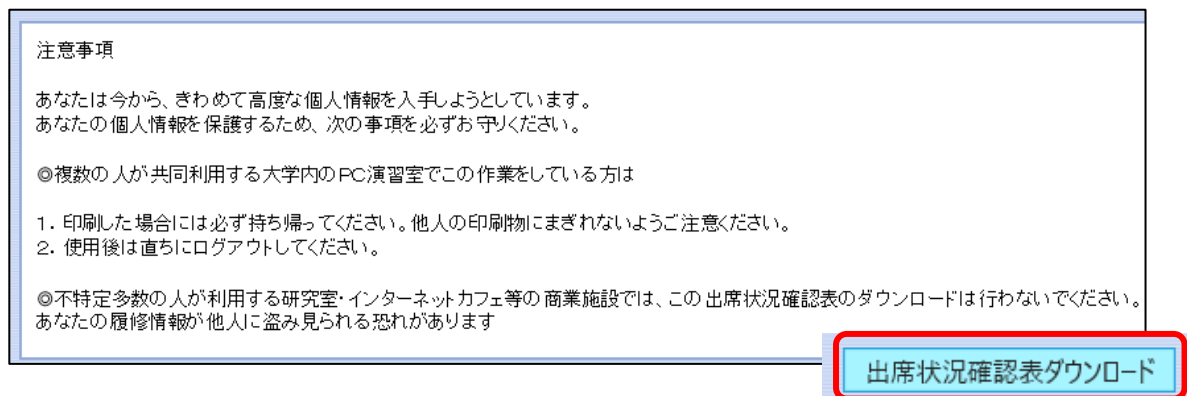 注意事項
あなたは今から、きわめて高度な個人情報を入手しようとしています。
あなたの個人情報を保護するため、次の事項を必ずお守りください。
◎複数の人が共同利用する大学内のPC演習室でこの作業をしている方は
1．印刷した場合には必ず持ち帰ってください。他人の印刷物にまぎれないようご注意ください。
2．使用後は直ちにログアウトしてください。
◎不特定多数の人が利用する研究室・インターネットカフェ等の商業施設では、この出席状況確認表のダウンロードは行わないでください。
あなたの履修情報が他人に盗み見られる恐れがあります
出席状況確認表ダウンロード